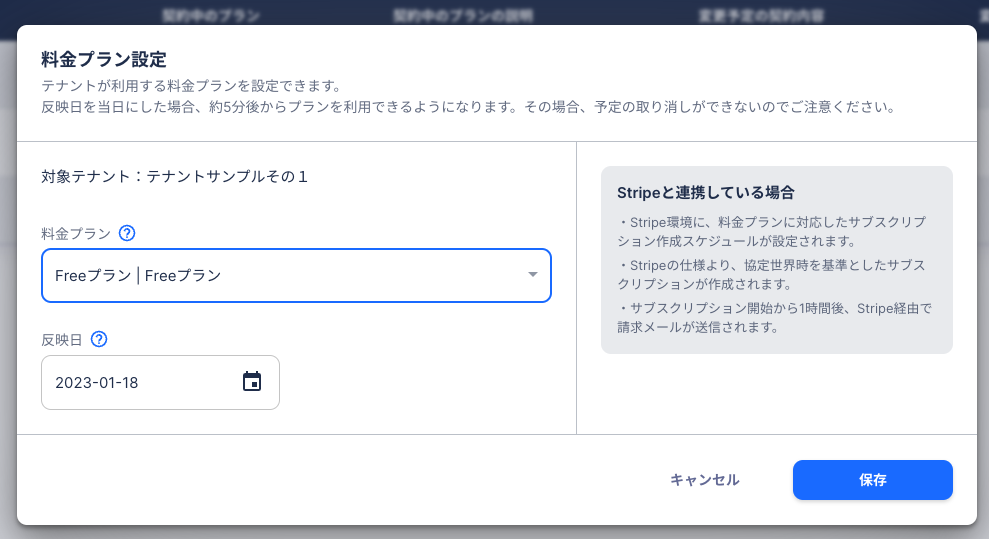 契約中のプラン 契約中のプランの説明 変更予定の契約内容
料金プラン設定
テナントが利用する料金プランを設定できます。
反映日を当日にした場合、約5分後からプランを利用できるようになります。その場合、予定の取り消しができないのでご注意ください。
対象テナント：テナントサンプルその１
料金プラン
Freeプラン | Freeプラン
反映日
2023-01-18
Stripeと連携している場合
・Stripe環境に、料金プランに対応したサブスクリプ
ション作成スケジュールが設定されます。
・Stripeの仕様より、協定世界時を基準としたサブス
クリプションが作成されます。
・サブスクリプション開始から1時間後、Stripe経由で
請求メールが送信されます。
キャンセル
保存